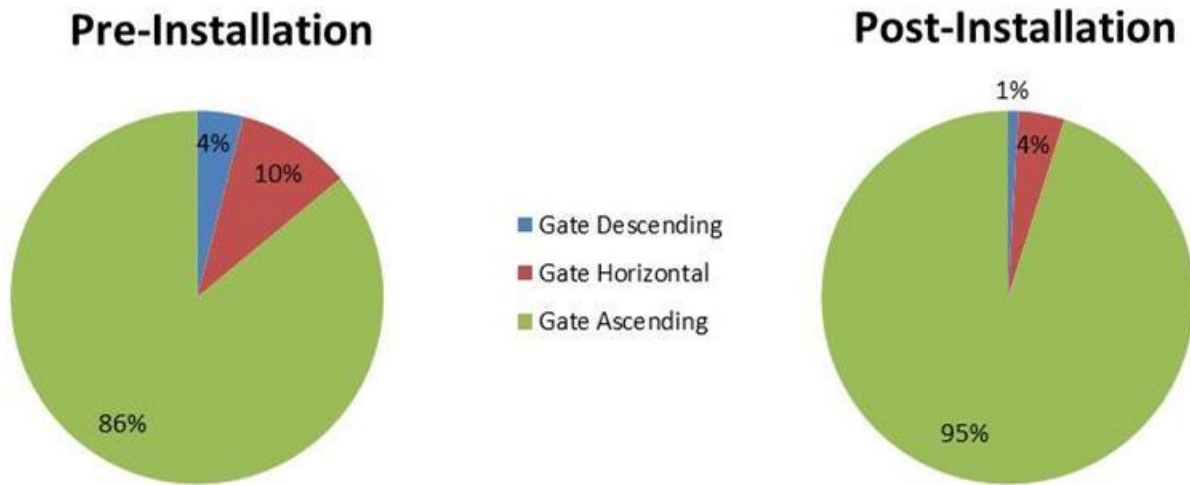 Pre-Installation
4%
10%
86%
Gate Descending
Gate Horizontal
Gate Ascending
Post-Installation
1%
4%
95%